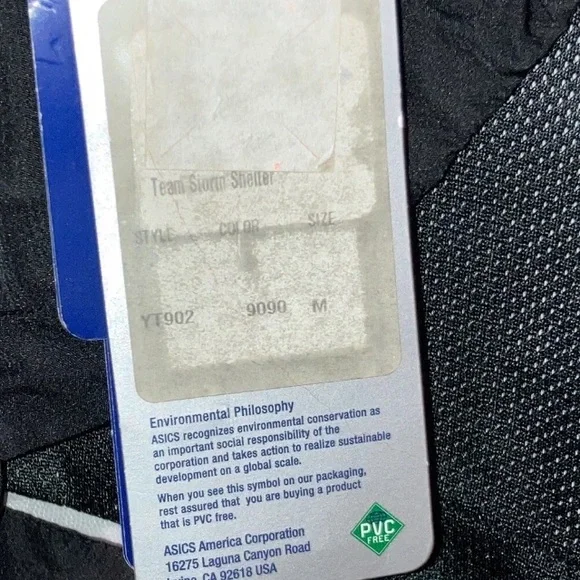 Team Storm Shelter
STYLE COLOR SIZE
YT902 9090 M
Environmental Philosophy
ASICS recognizes environmental conservation as
an important social responsibility of the
corporation and takes action to realize sustainable
development on a global scale.
When you see this symbol on our packaging,
rest assured that you are buying a product
that is PVC free.
ASICS America Corporation
16275 Laguna Canyon Road
Irvine, CA 92618 USA
PVC
FREE